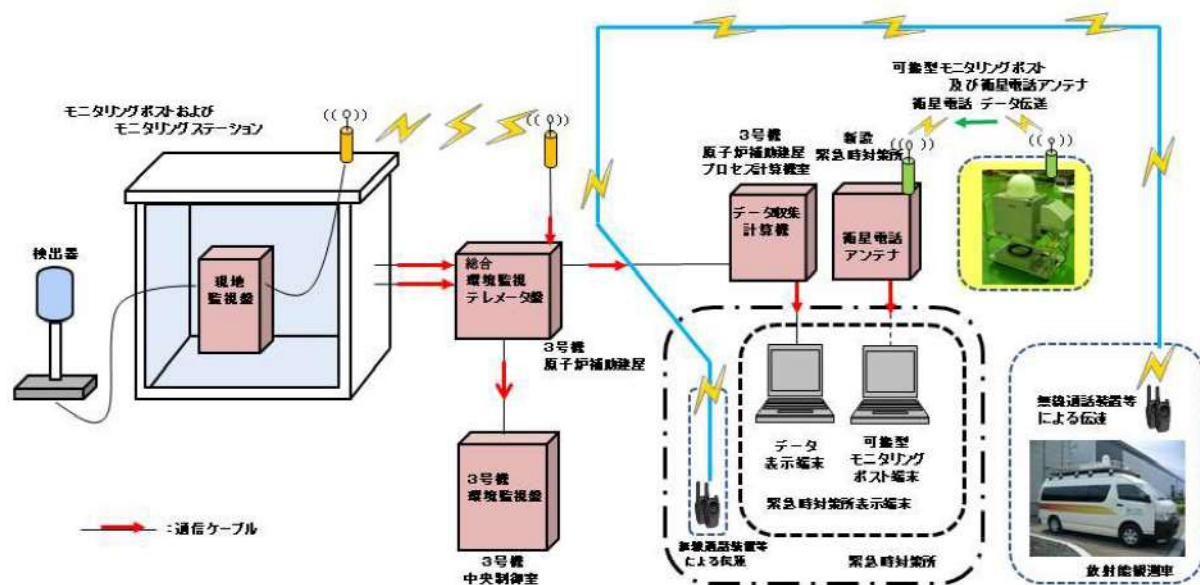 モニタリングポストおよび
モニタリングステーション
検出器
現地
監視盤
総合
環境監視
テレメータ盤
3号機
原子炉補助建屋
3号機
環境監視盤
3号機
中央制御室
:通信ケーブル
3号機
原子炉補助建屋
プロセス計算機室
データ収集
計算機
新設
緊急時対策所
衛星電話
アンテナ
可搬型モニタリングポスト
及び衛星電話アンテナ
衛星電話 データ伝送
データ
表示端末
可搬型
モニタリング
ポスト端末
緊急時対策所表示端末
無線通話装置等
による伝達
緊急時対策所
無線通話装置等
による伝達
放射能観測車